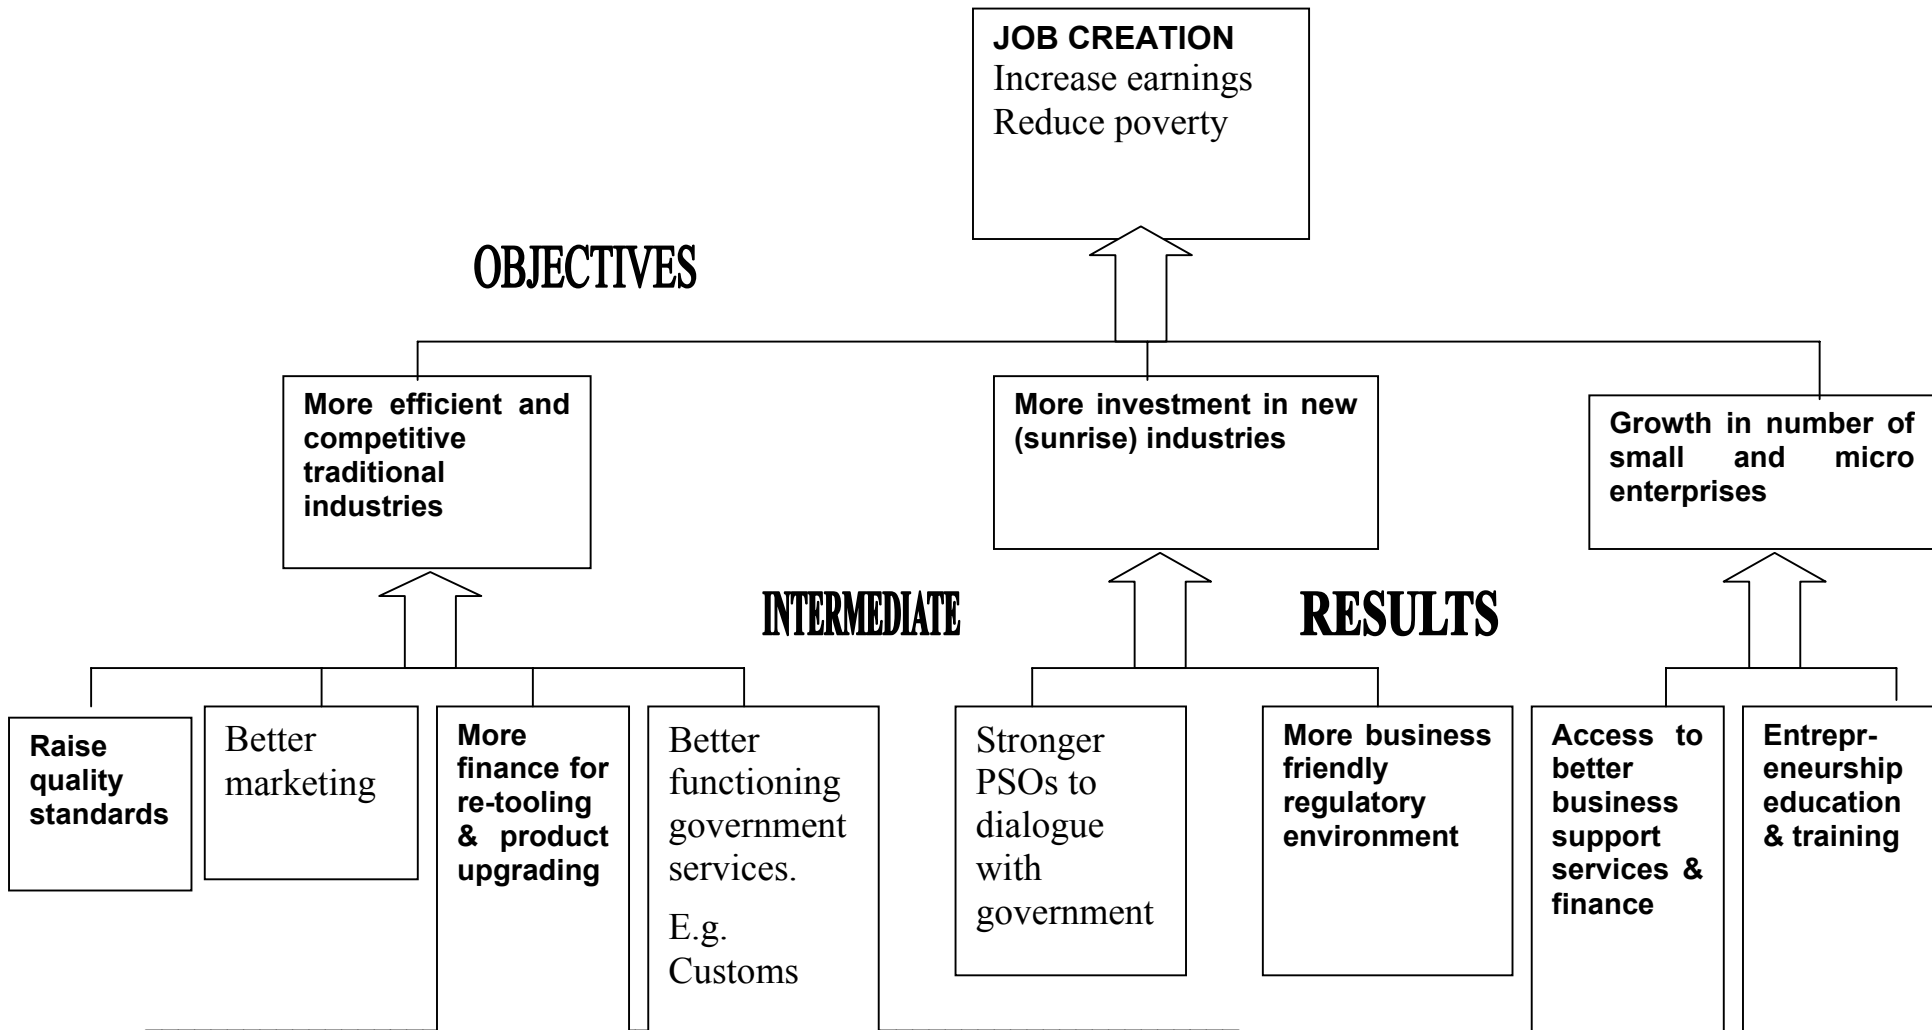 JOB CREATION
Increase earnings
Reduce poverty
OBJECTIVES
More efficient and
competitive
traditional
industries
More investment in new
(sunrise) industries
Growth in number of
small and micro
enterprises
INTERMEDIATE
RESULTS
Raise
quality
standards
Better
marketing
More
finance for
re-tooling
& product
upgrading
Better
functioning
government
services.
E.g.
Customs
Stronger
PSOs to
dialogue
with
government
More business
friendly
regulatory
environment
Access to
better
business
support
services &
finance
Entrepr-
eneurship
education
& training